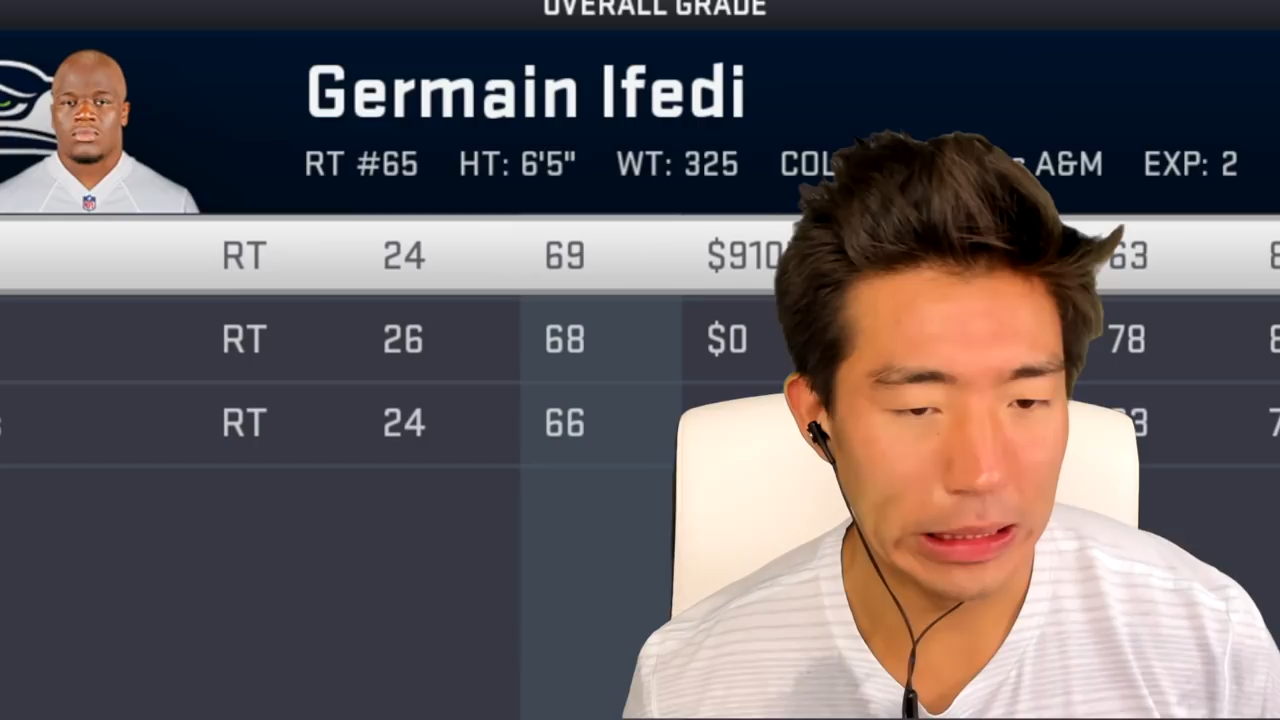 OVERALL GRADE
Germain Ifedi
RT #65 HT: 6'5" WT: 325 COL A&M EXP: 2
RT 24 69 $910 63
RT 26 68 $0 78
RT 24 66